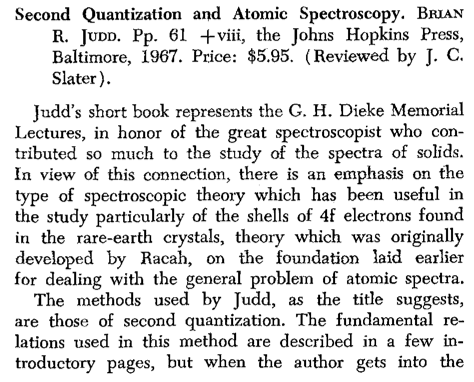 Second Quantization and Atomic Spectroscopy. BRIAN
R. JUDD. Pp. 61 +viii, the Johns Hopkins Press,
Baltimore, 1967. Price: $5.95. (Reviewed by J. C.
Slater).
Judd's short book represents the G. H. Dieke Memorial
Lectures, in honor of the great spectroscopist who con-
tributed so much to the study of the spectra of solids.
In view of this connection, there is an emphasis on the
type of spectroscopic theory which has been useful in
the study particularly of the shells of 4f electrons found
in the rare-earth crystals, theory which was originally
developed by Racah, on the foundation laid earlier
for dealing with the general problem of atomic spectra.
The methods used by Judd, as the title suggests,
are those of second quantization. The fundamental re-
lations used in this method are described in a few in-
troductory pages, but when the author gets into the